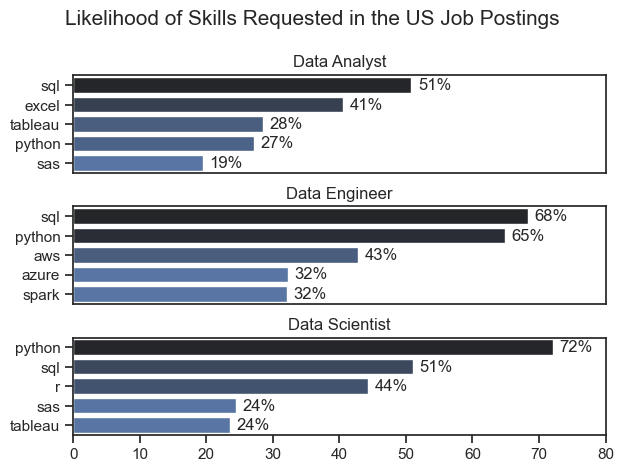 Likelihood of Skills Requested in the US Job Postings
Data Analyst
sql 51%
excel 41%
tableau 28%
python 27%
sas 19%
Data Engineer
sql 68%
python 65%
aws 43%
azure 32%
spark 32%
Data Scientist
python 72%
sql 51%
r 44%
sas 24%
tableau 24%
0 10 20 30 40 50 60 70 80